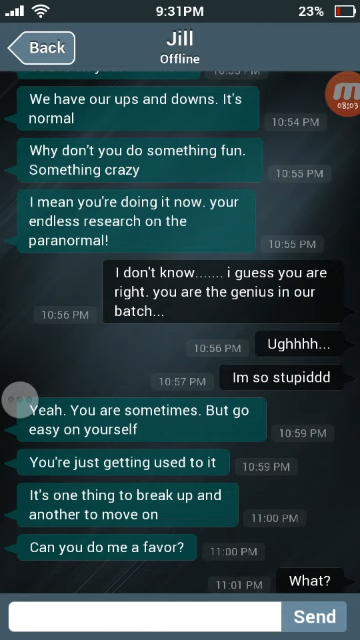 9:31PM
23%
Back
Jill
Offline
08:03
We have our ups and downs. It's
normal
10:54 PM
Why don't you do something fun.
Something crazy
10:55 PM
I mean you're doing it now. your
endless research on the
paranormal!
10:55 PM
I don't know....... i guess you are
right. you are the genius in our
batch...
10:56 PM
Ughhhh...
10:56 PM
Im so stupiddd
10:57 PM
Yeah. You are sometimes. But go
easy on yourself
10:59 PM
You're just getting used to it
10:59 PM
It's one thing to break up and
another to move on
11:00 PM
Can you do me a favor?
11:00 PM
What?
11:01 PM
Send